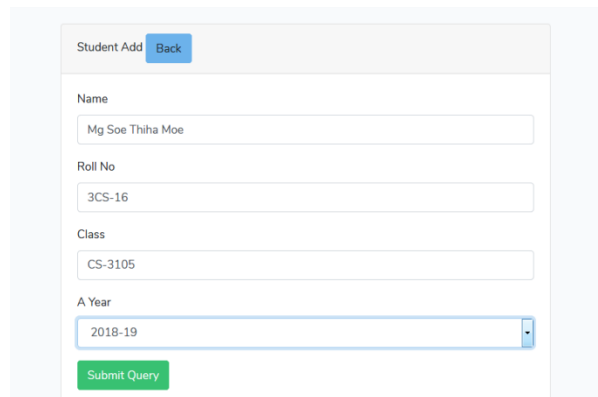 Student Add Back
Name
Mg Soe Thiha Moe
Roll No
3CS-16
Class
CS-3105
A Year
2018-19
Submit Query